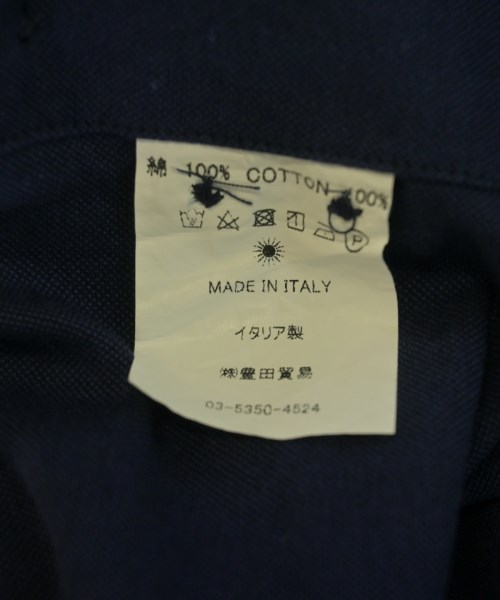 綿 100% COTTON 100%
P
MADE IN ITALY
イタリア製
㈱豊田貿易
03-5350-4524